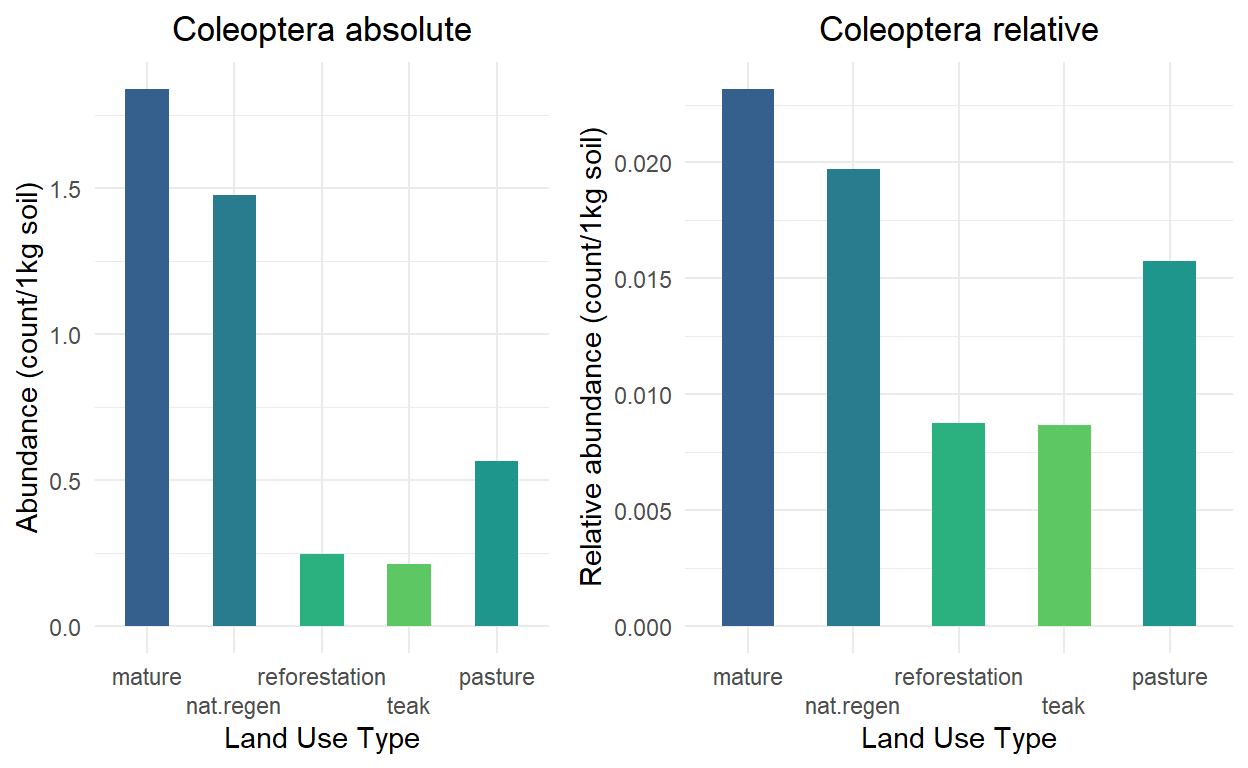 Coleoptera absolute
Abundance (count/1kg soil)
1.5
1.0
0.5
0.0
mature
nat.regen
reforestation
teak
pasture
Land Use Type
Coleoptera relative
Relative abundance (count/1kg soil)
0.020
0.015
0.010
0.005
0.000
mature
nat.regen
reforestation
teak
pasture
Land Use Type